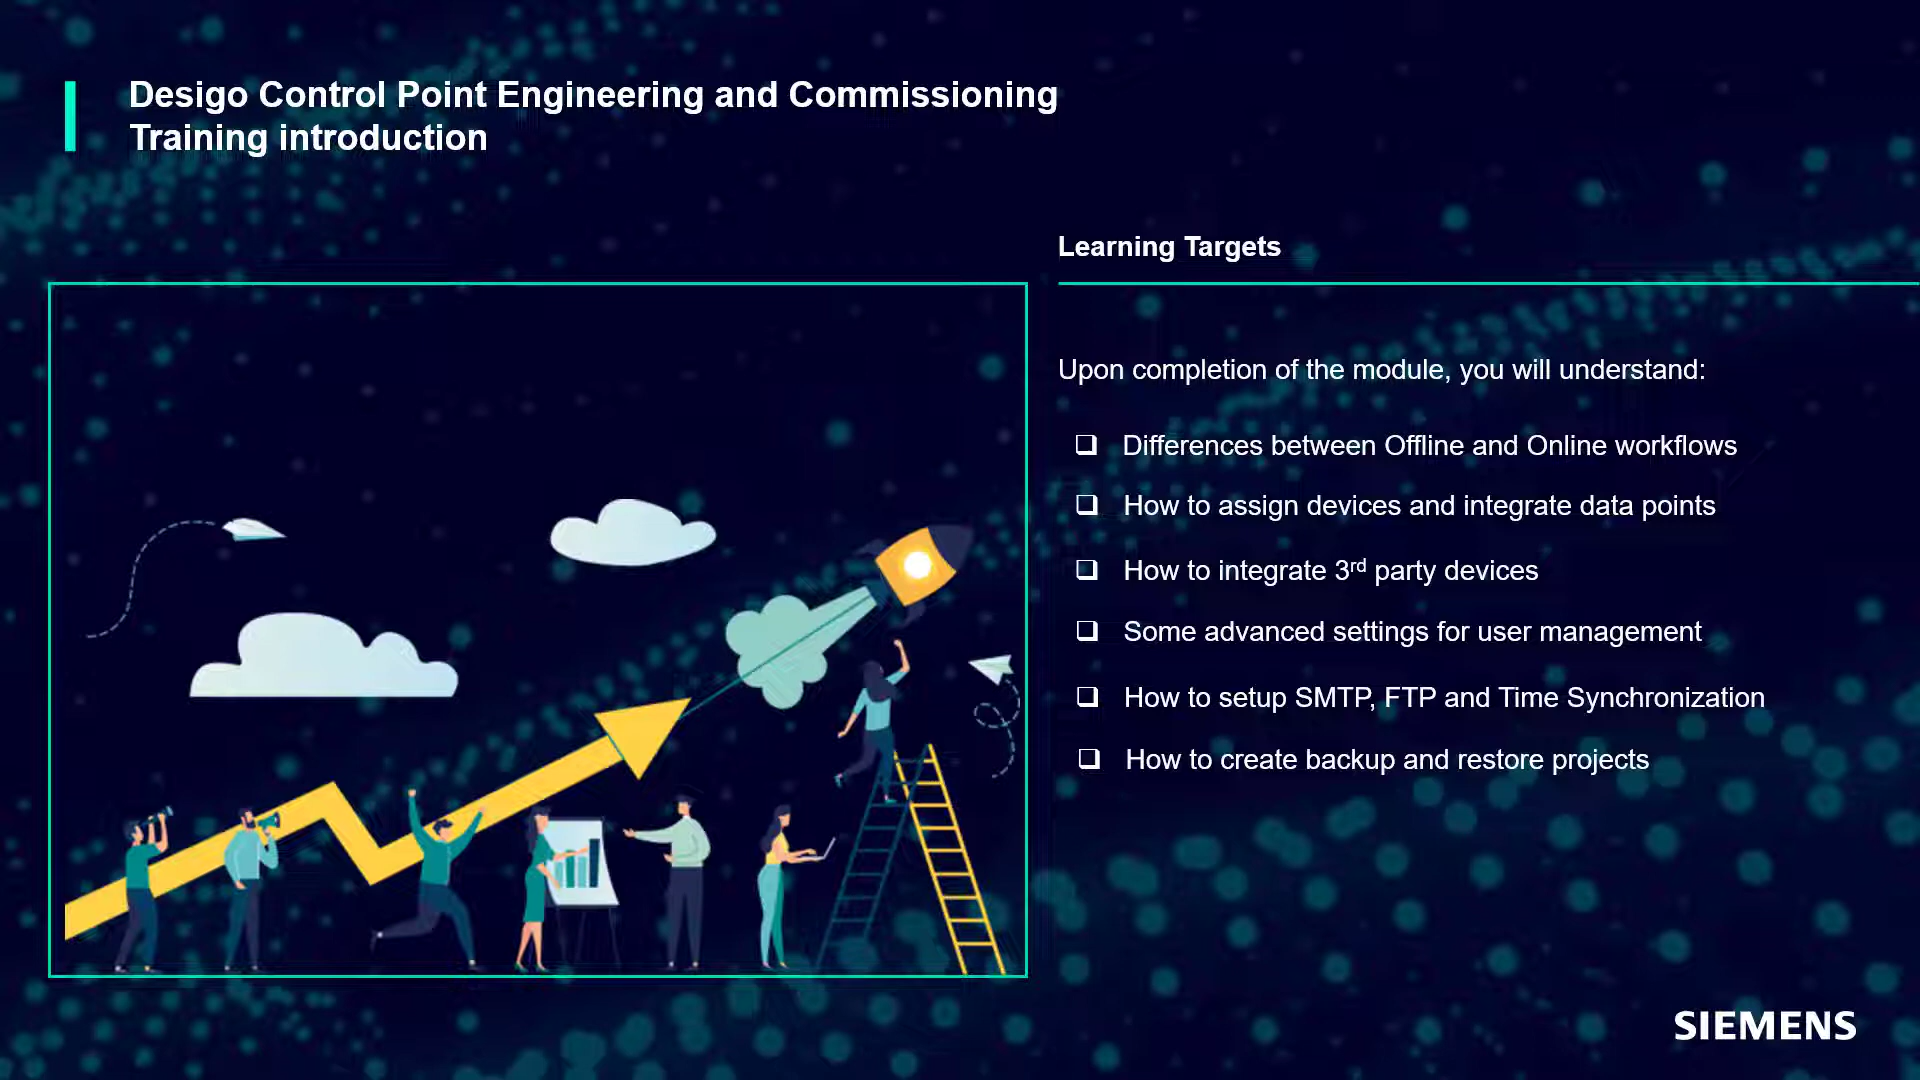 Desigo Control Point Engineering and Commissioning
Training introduction
Learning Targets
Upon completion of the module, you will understand:
❑ Differences between Offline and Online workflows
❑ How to assign devices and integrate data points
❑ How to integrate 3rd party devices
❑ Some advanced settings for user management
❑ How to setup SMTP, FTP and Time Synchronization
❑ How to create backup and restore projects
SIEMENS